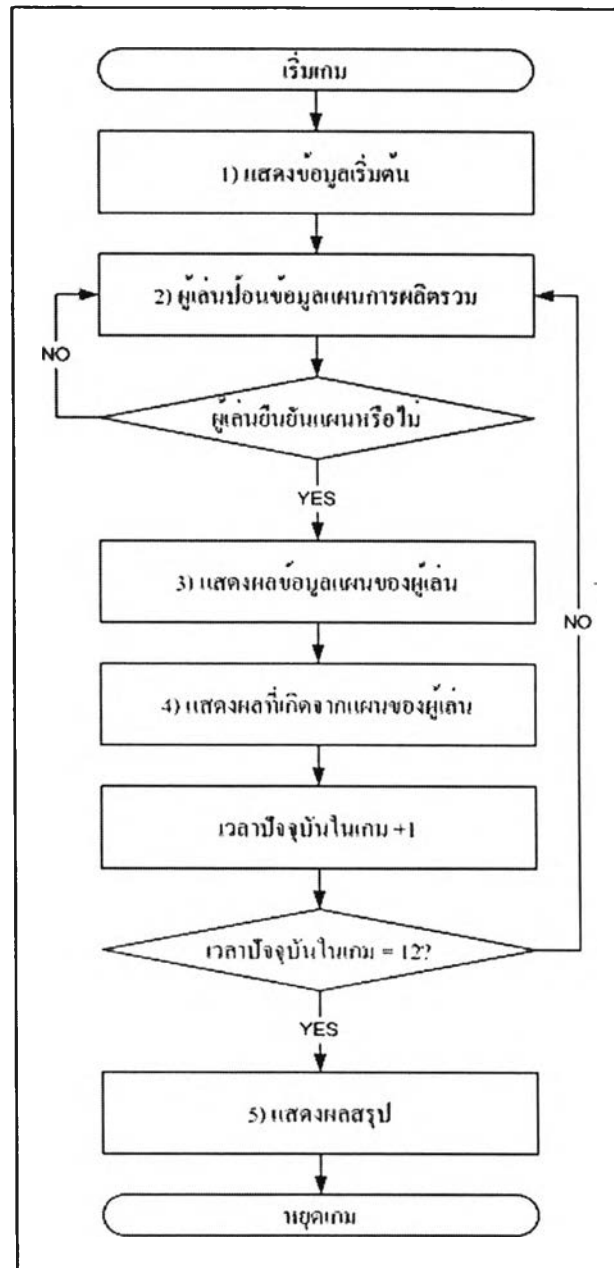 เริ่มเกม
1) แสดงข้อมูลเริ่มต้น
2) ผู้เล่นป้อนข้อมูลแผนการผลิตรวม
NO
ผู้เล่นยืนยันแผนหรือไม่
YES
3) แสดงผลข้อมูลแผนของผู้เล่น
NO
4) แสดงผลที่เกิดจากแผนของผู้เล่น
เวลาปัจจุบันในเกม +1
เวลาปัจจุบันในเกม = 12?
YES
5) แสดงผลสรุป
หยุดเกม